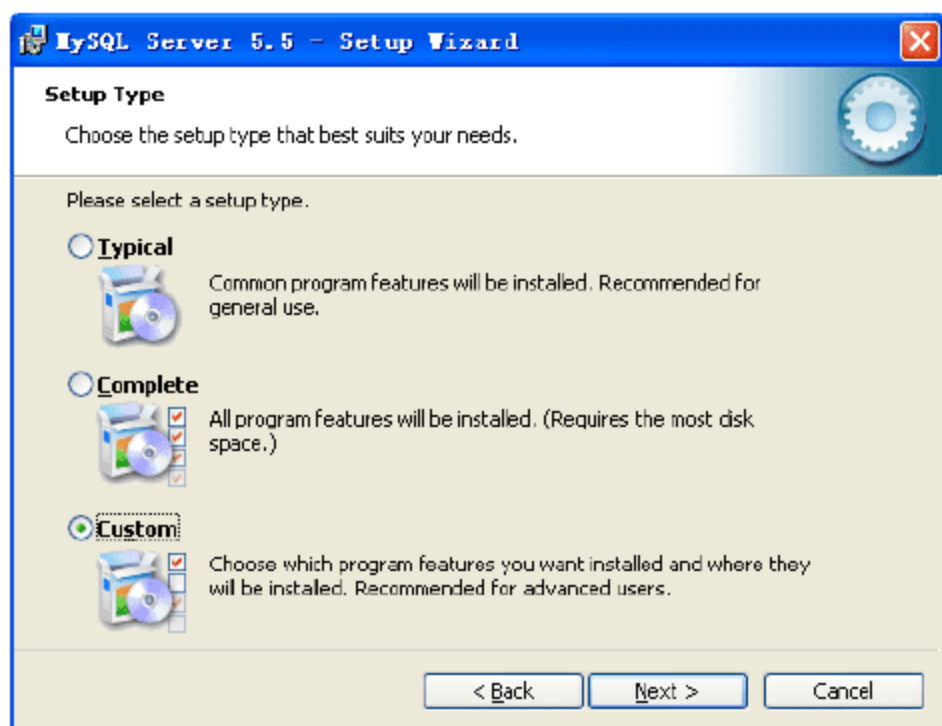 MySQL Server 5.5 - Setup Wizard
Setup Type
Choose the setup type that best suits your needs.
Please select a setup type.
Typical
Common program features will be installed. Recommended for
general use.
Complete
All program features will be installed. (Requires the most disk
space.)
Custom
Choose which program features you want installed and where they
will be installed. Recommended for advanced users.
< Back
Next >
Cancel